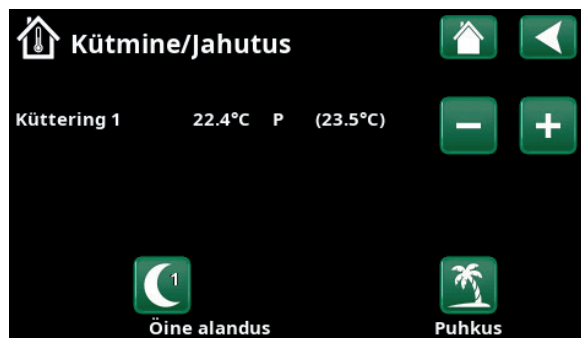 Kütmine/Jahutus
Küttering 1 22.4°C P (23.5°C)
− +
1
Öine alandus Puhkus